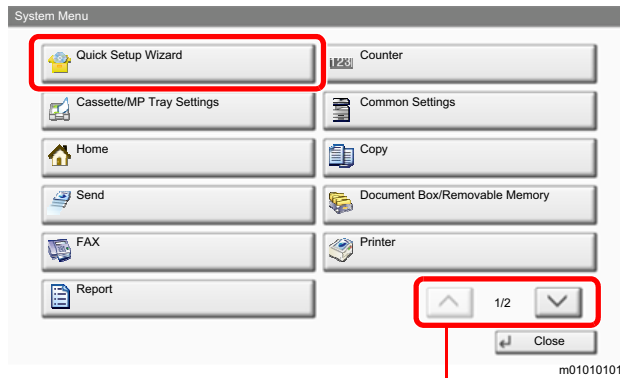 System Menu
Quick Setup Wizard
123
Counter
Cassette/MP Tray Settings
Common Settings
Home
Copy
Send
Document Box/Removable Memory
FAX
Printer
Report
1/2
Close
m01010101